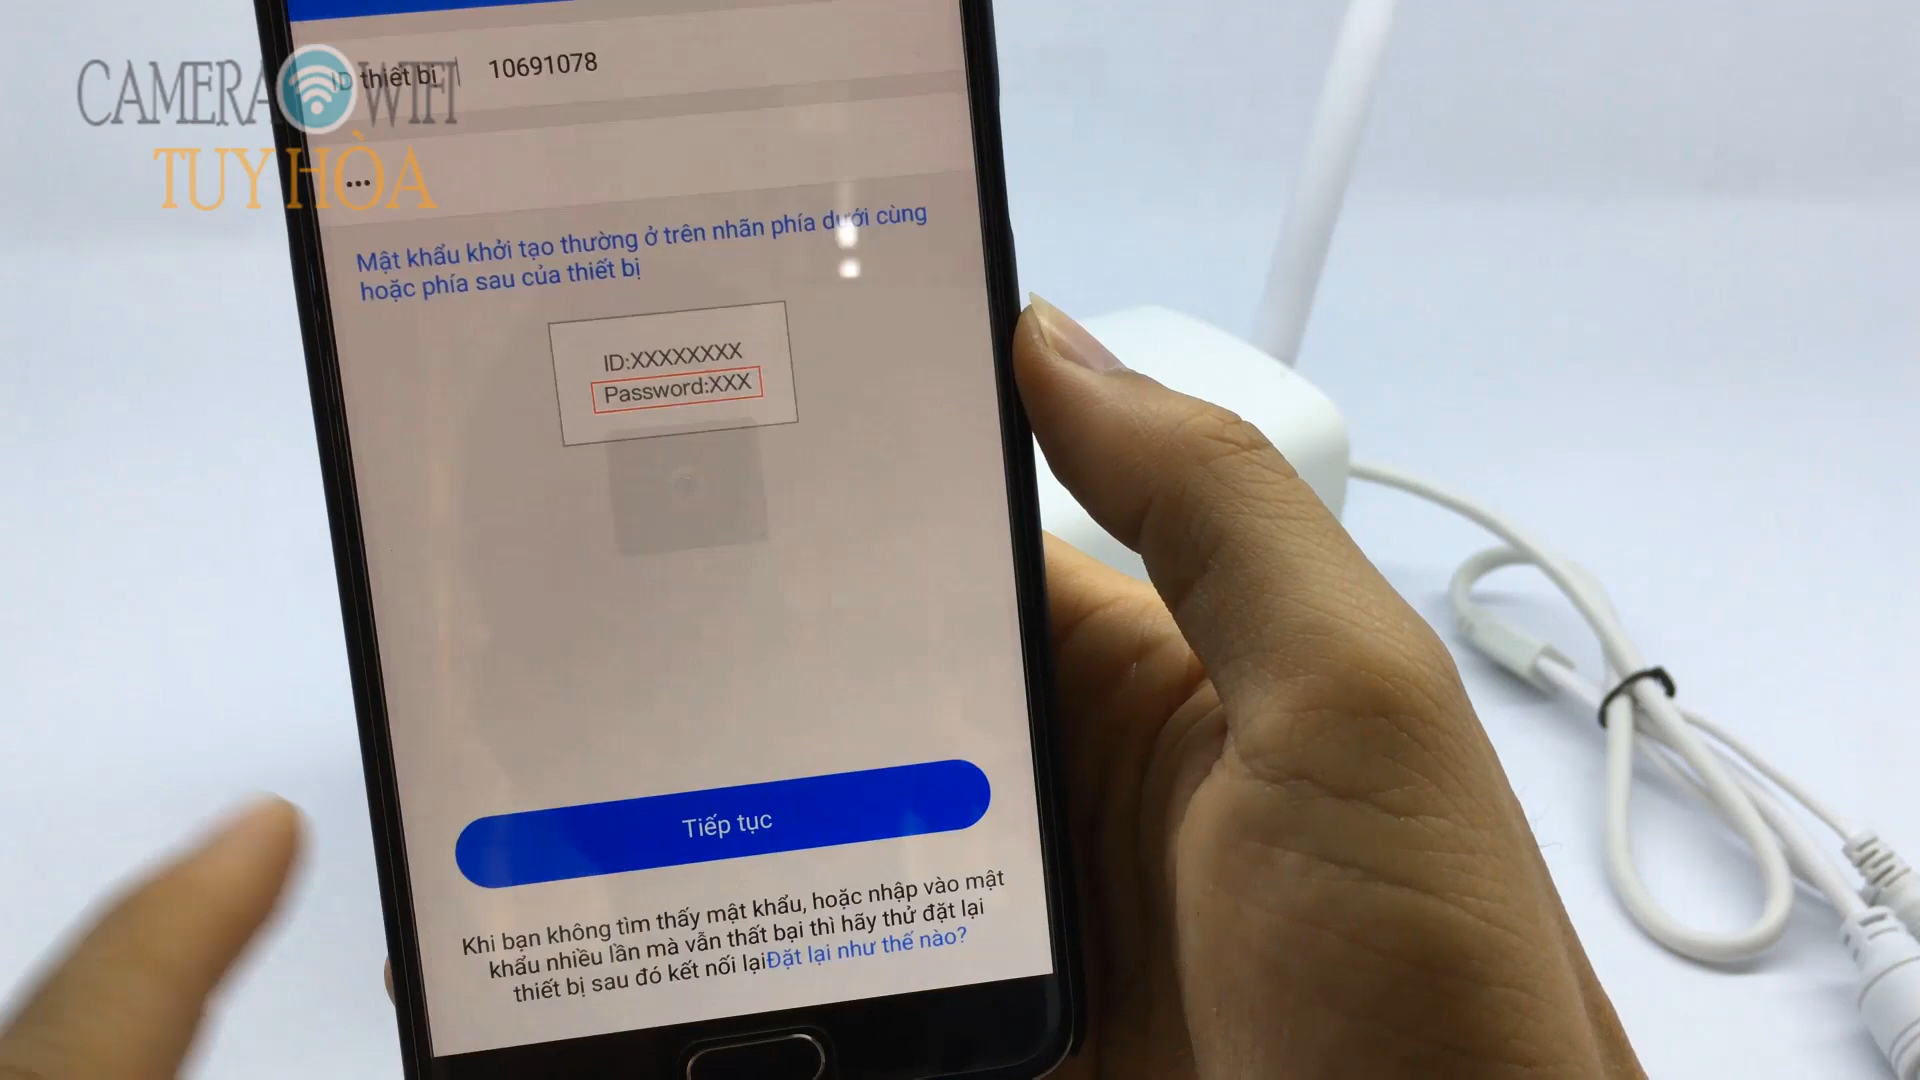 CAMERA WIFI
TUY HÒA
ID thiết bị 10691078
•••
Mật khẩu khởi tạo thường ở trên nhãn phía dưới cùng
hoặc phía sau của thiết bị
ID:XXXXXXXX
Password:XXX
Tiếp tục
Khi bạn không tìm thấy mật khẩu, hoặc nhập vào mật
khẩu nhiều lần mà vẫn thất bại thì hãy thử đặt lại
thiết bị sau đó kết nối lạiĐặt lại như thế nào?